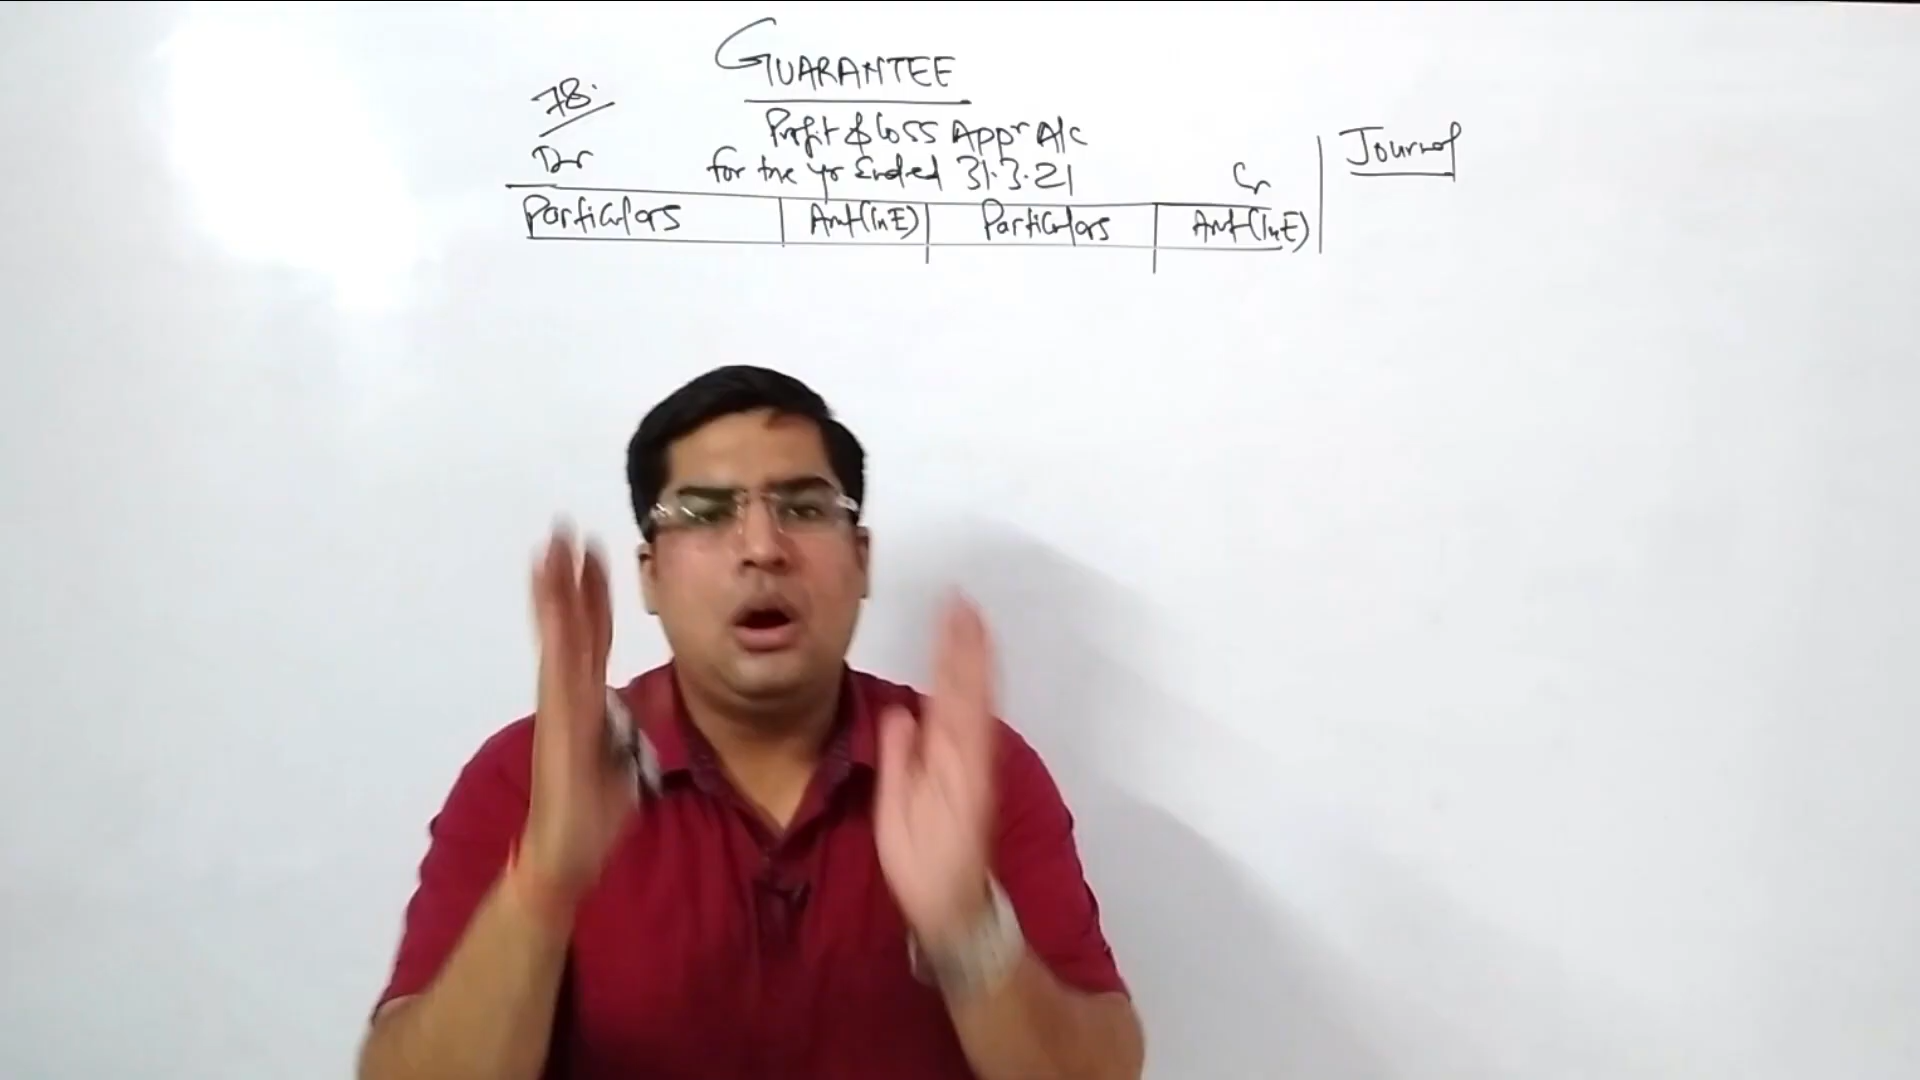 GUARANTEE
78.
Profit & Loss Appr A/c
Dr for the yr Ended 31.3.21 Cr
Particulars Amt(In ₹) Particulars Amt(In ₹)
Journal